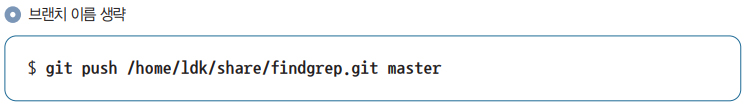 브랜치 이름 생략
$ git push /home/ldk/share/findgrep.git master